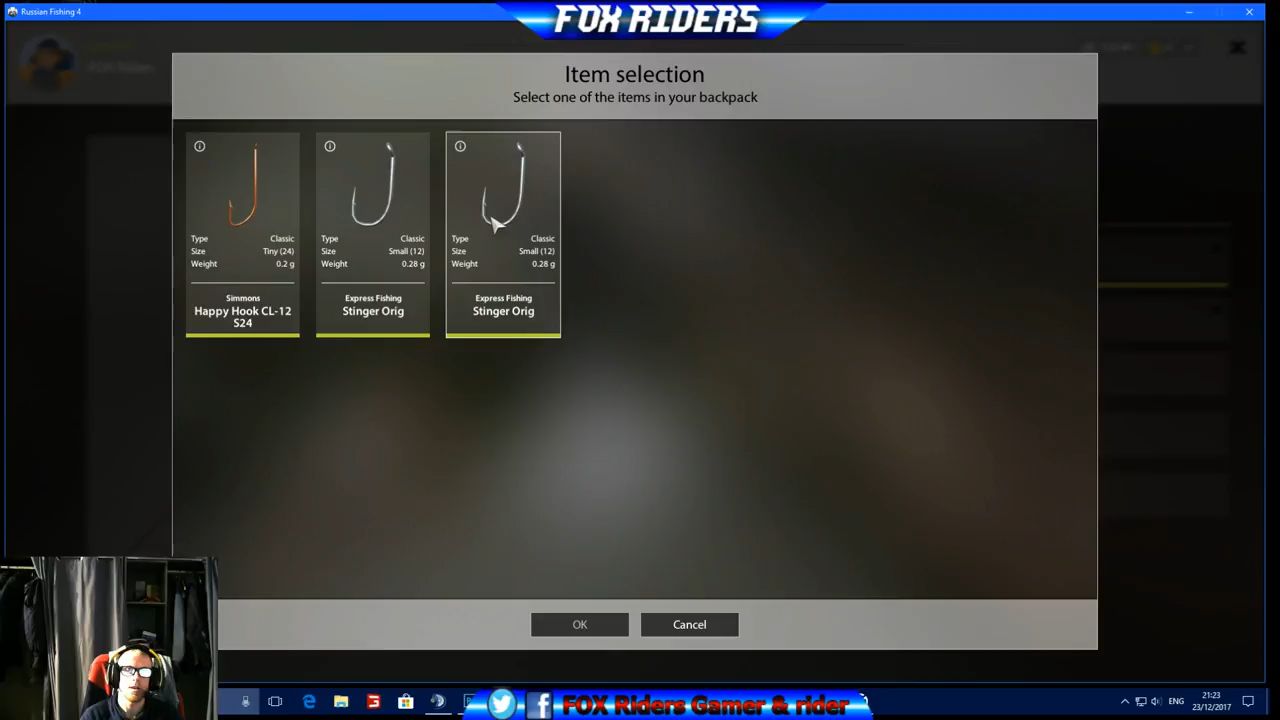 Russian Fishing 4
FOX RIDERS
Item selection
Select one of the items in your backpack
Type Classic
Size Tiny (24)
Weight 0.2 g
Simmons
Happy Hook CL-12
S24
Type Classic
Size Small (12)
Weight 0.28 g
Express Fishing
Stinger Orig
Type Classic
Size Small (12)
Weight 0.28 g
Express Fishing
Stinger Orig
OK
Cancel
FOX Riders Gamer & rider
ENG
21:23
23/12/2017